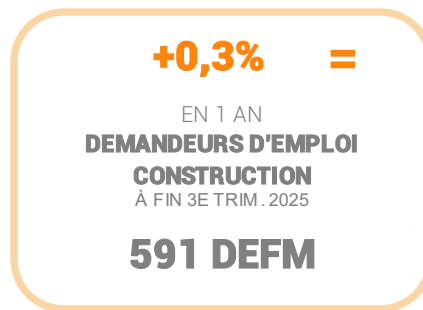 +0,3% =
EN 1 AN
DEMANDEURS D'EMPLOI
CONSTRUCTION
À FIN 3E TRIM. 2025
591 DEFM